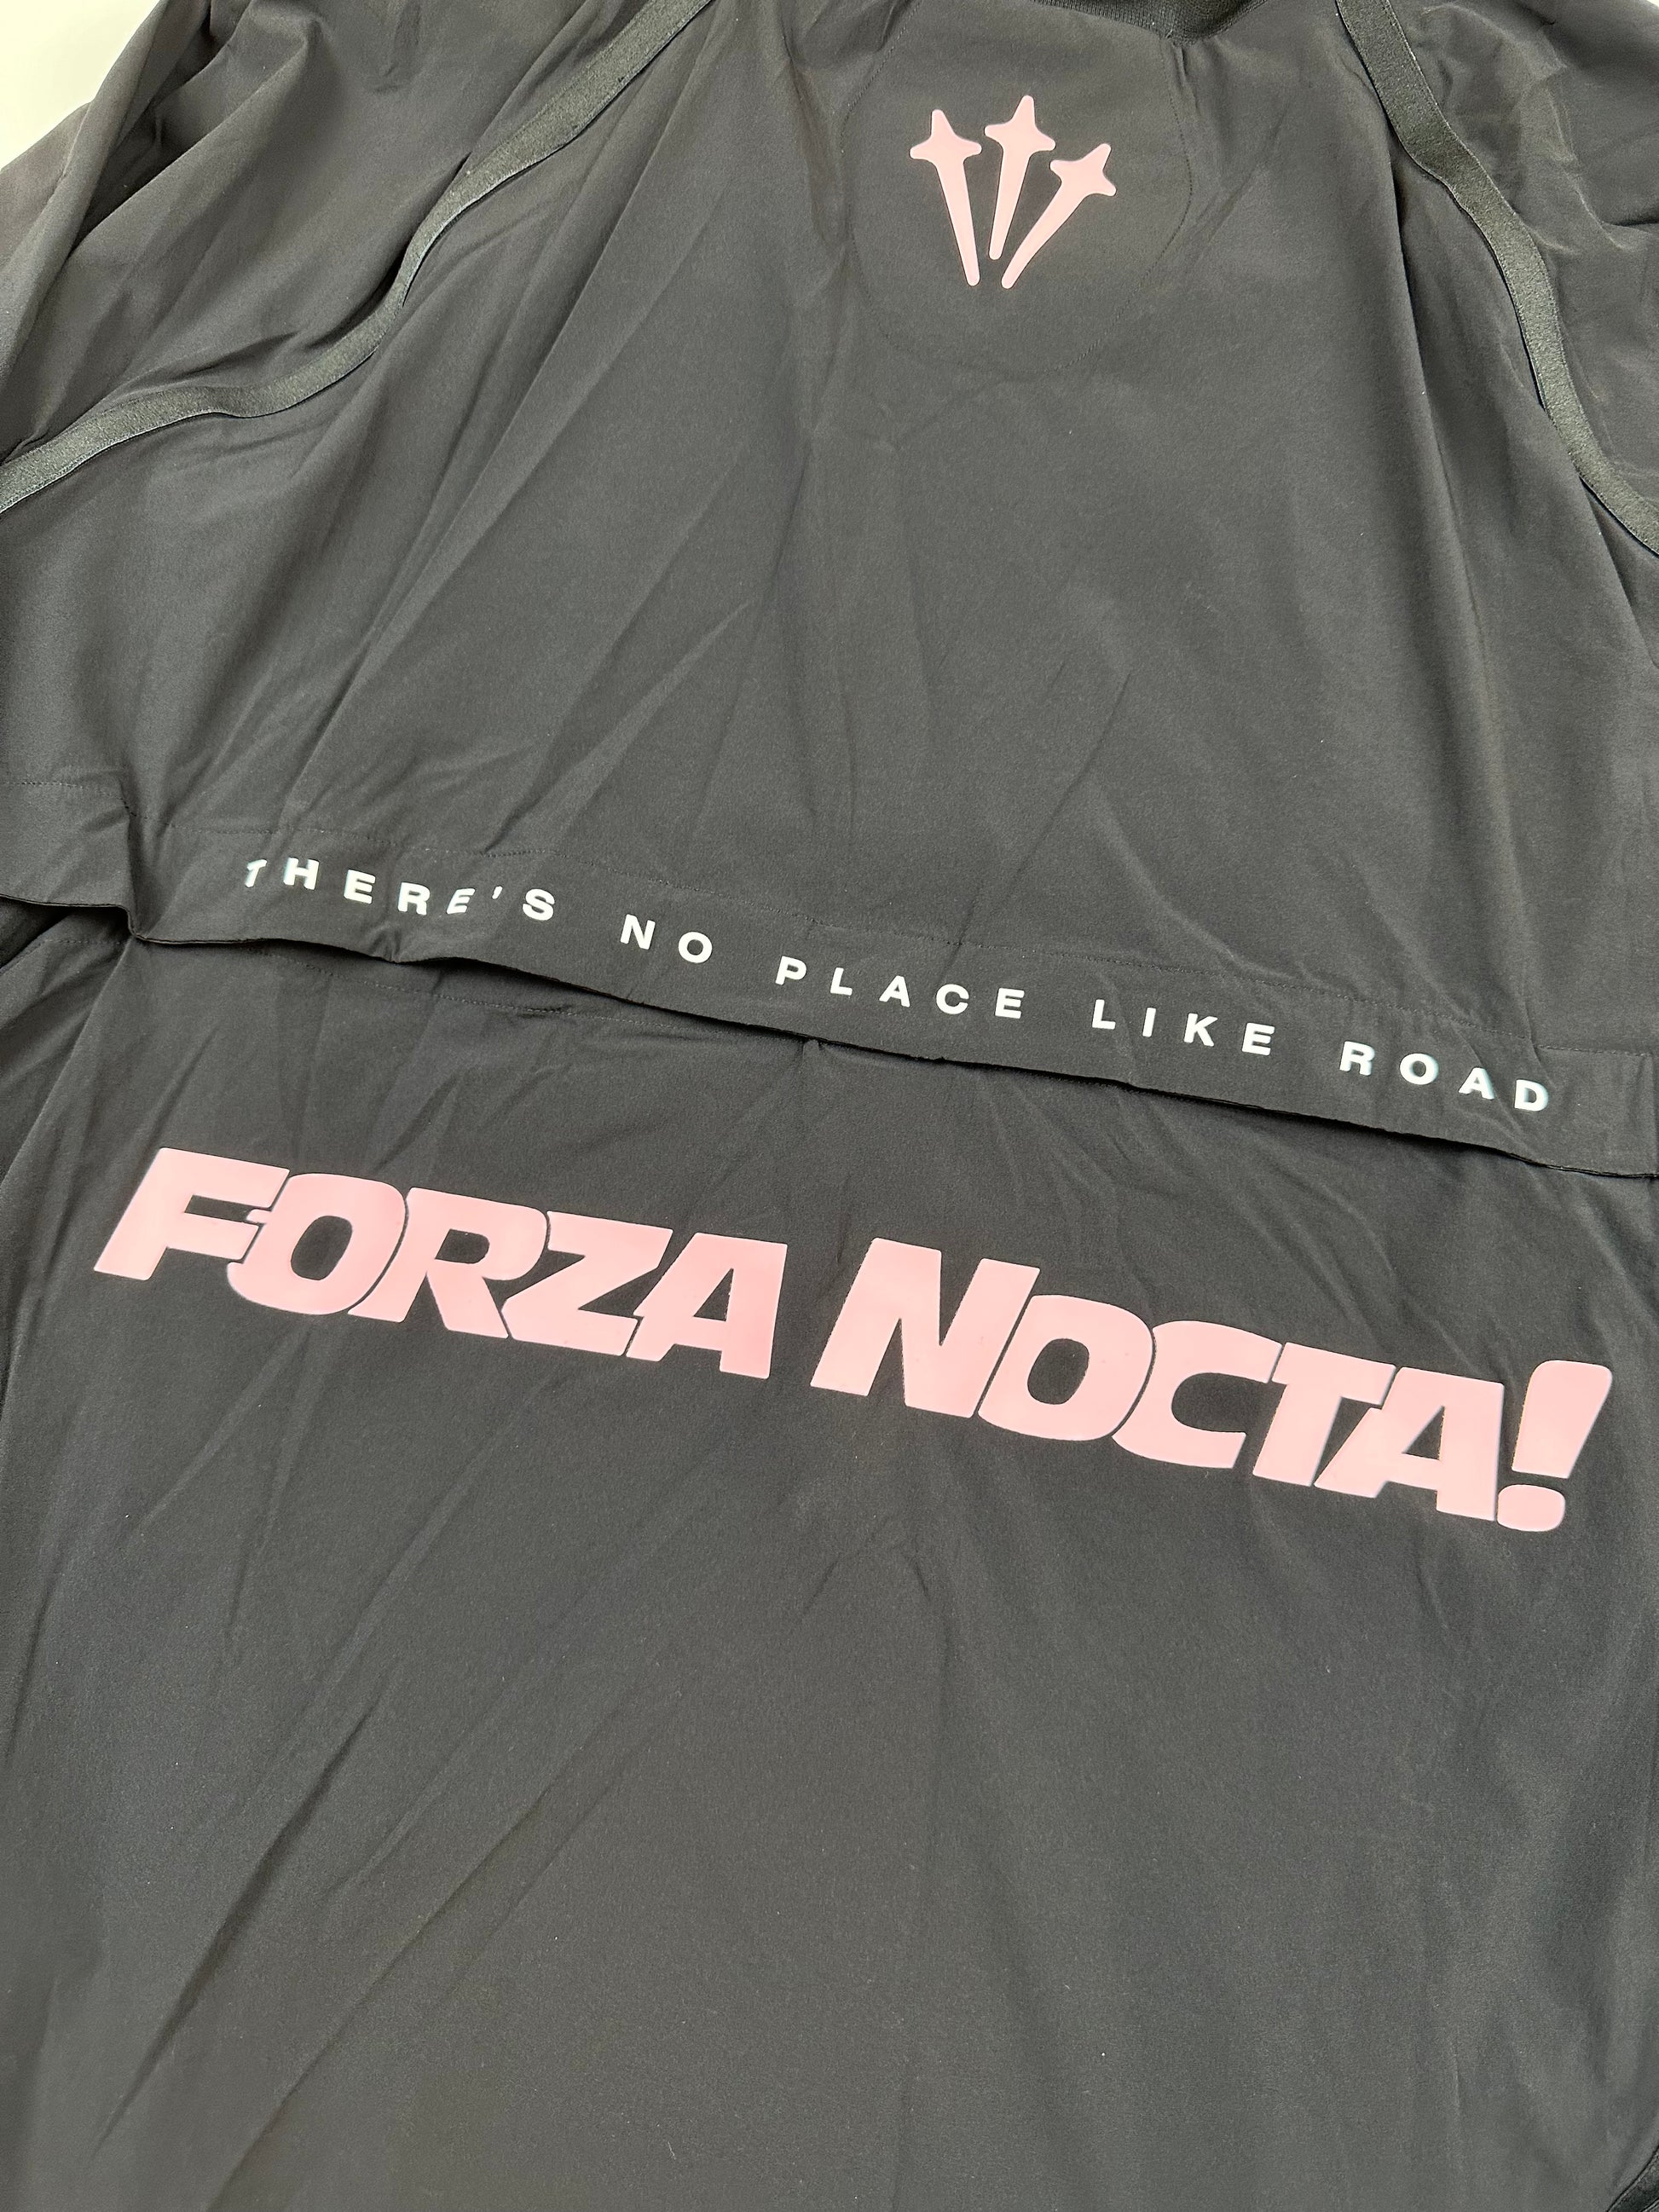 THERE'S NO PLACE LIKE ROAD
FORZA NOCTA!